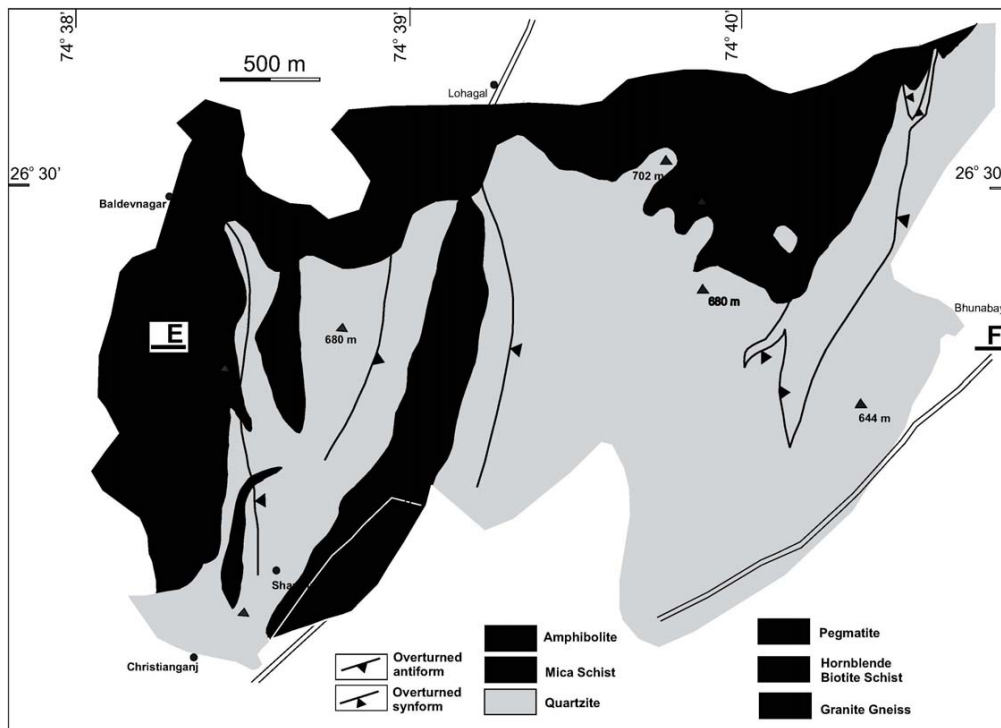 74° 38'
74° 39'
74° 40'
500 m
Lohagal
26° 30'
702 m
26° 30
Baldevnagar
680 m
Bhunabay
E
F
680 m
644 m
Christianganj
Overturned
antiform
Overturned
synform
Amphibolite
Mica Schist
Quartzite
Pegmatite
Hornblende
Biotite Schist
Granite Gneiss